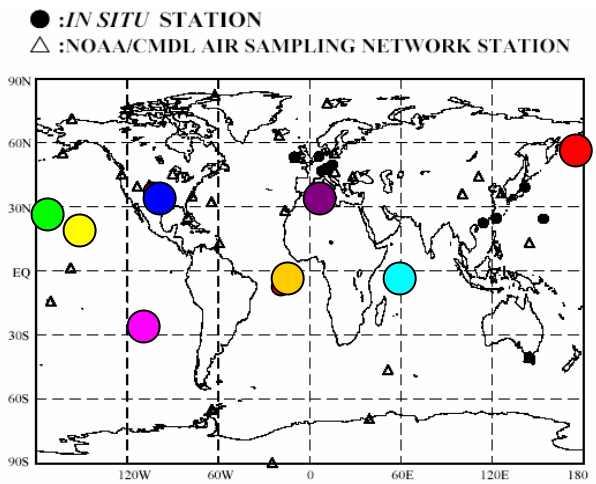 :IN SITU STATION
:NOAA/CMDL AIR SAMPLING NETWORK STATION
90N
60N
30N
EQ
30S
60S
90S
120W 60W 0 60E 120E 180